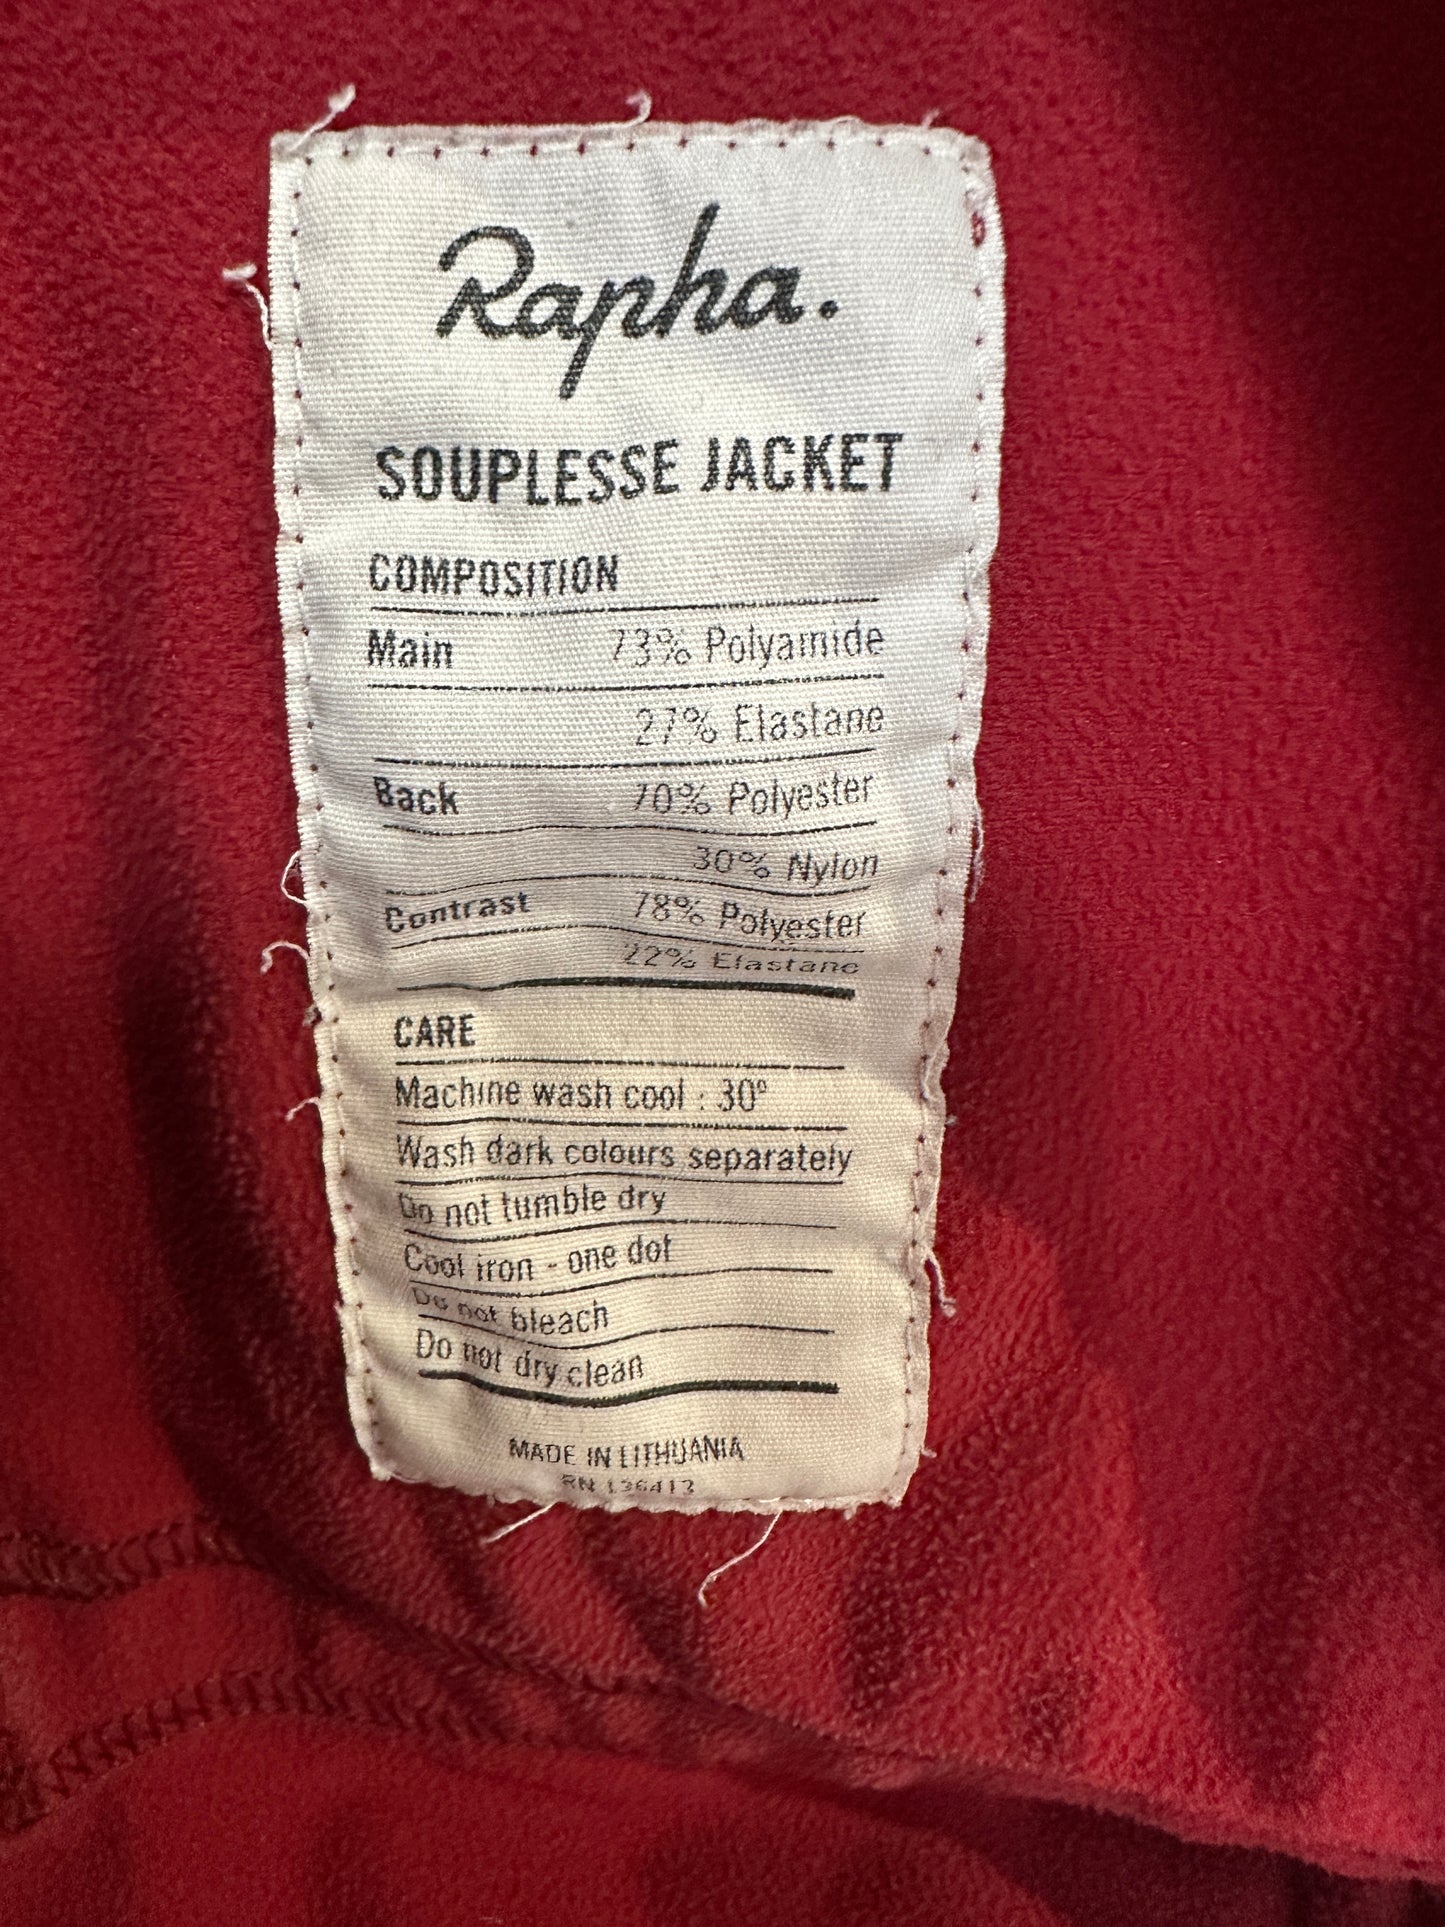 Rapha.
SOUPLESSE JACKET
COMPOSITION
Main 73% Polyamide
27% Elastane
Back 70% Polyester
30% Nylon
Contrast 78% Polyester
22% Elastane
CARE
Machine wash cool : 30°
Wash dark colours separately
Do not tumble dry
Cool iron - one dot
Do not bleach
Do not dry clean
MADE IN LITHUANIA
RN 136413